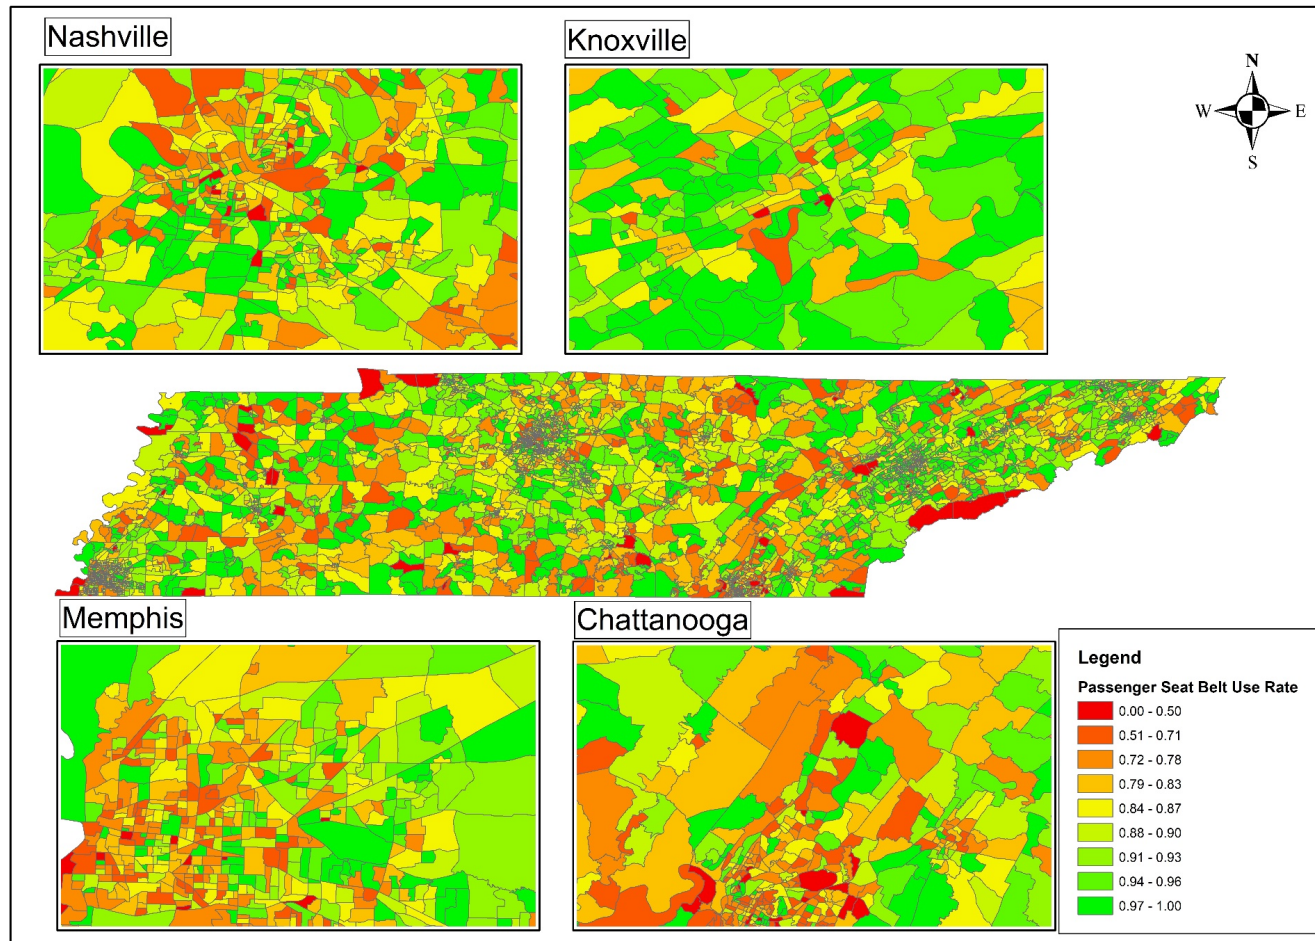 Nashville
Knoxville
N
W
E
S
Memphis
Chattanooga
Legend
Passenger Seat Belt Use Rate
0.00 - 0.50
0.51 - 0.71
0.72 - 0.78
0.79 - 0.83
0.84 - 0.87
0.88 - 0.90
0.91 - 0.93
0.94 - 0.96
0.97 - 1.00